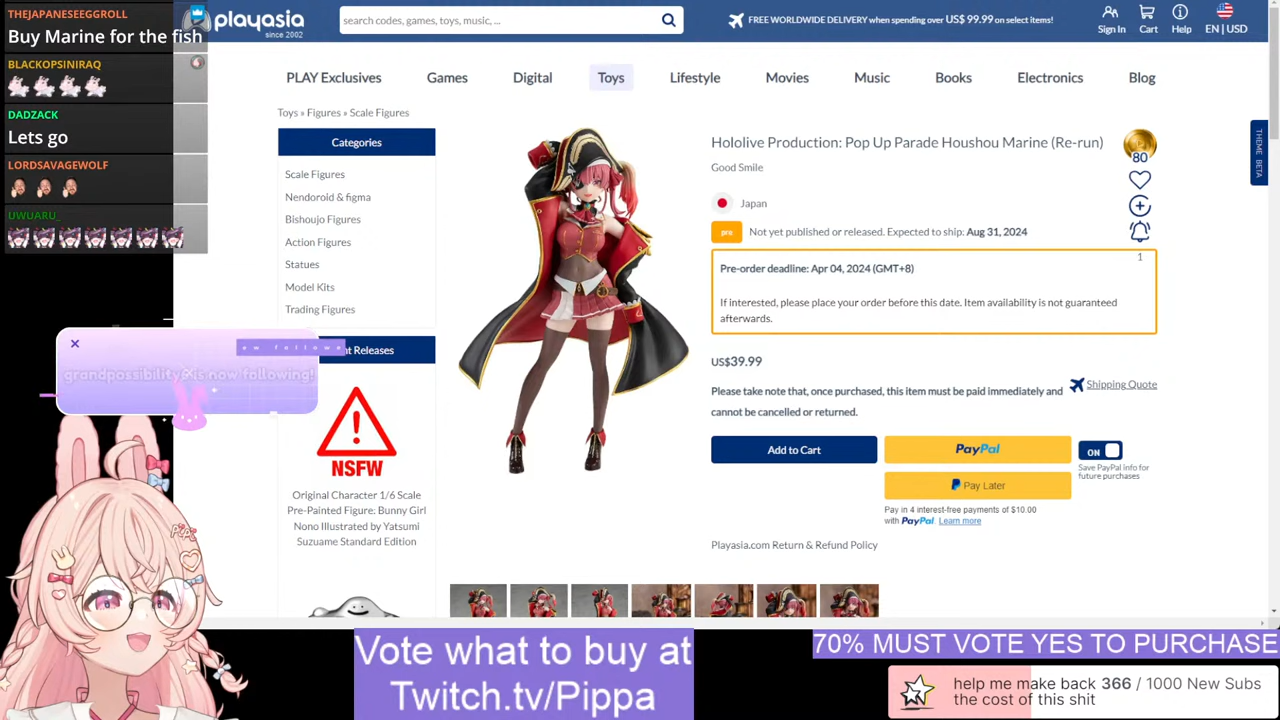 THEJAPANESEEGGROLL
Buy Marine for the fish
BLACKOPSINIRAQ
DADZACK
Lets go
LORDSAVAGEWOLF
UWUARU_
playasia
since 2002
search codes, games, toys, music, ...
FREE WORLDWIDE DELIVERY when spending over US$ 99.99 on select items!
Sign In
Cart
Help
EN | USD
PLAY Exclusives
Games
Digital
Toys
Lifestyle
Movies
Music
Books
Electronics
Blog
Toys » Figures » Scale Figures
Categories
Scale Figures
Nendoroid & figma
Bishoujo Figures
Action Figures
Statues
Model Kits
Trading Figures
nt Releases
NSFW
Original Character 1/6 Scale
Pre-Painted Figure: Bunny Girl
Nono Illustrated by Yatsumi
Suzuame Standard Edition
Hololive Production: Pop Up Parade Houshou Marine (Re-run)
Good Smile
80
Japan
pre
Not yet published or released. Expected to ship: Aug 31, 2024
1
Pre-order deadline: Apr 04, 2024 (GMT+8)
If interested, please place your order before this date. Item availability is not guaranteed
afterwards.
US$39.99
Please take note that, once purchased, this item must be paid immediately and
cannot be cancelled or returned.
Shipping Quote
Add to Cart
PayPal
ON
Save PayPal info for
future purchases
Pay Later
Pay in 4 interest-free payments of $10.00
with PayPal. Learn more
Playasia.com Return & Refund Policy
THEME BETA
ew followe
grandpossibility is now following!
Vote what to buy at
Twitch.tv/Pippa
70% MUST VOTE YES TO PURCHASE
help me make back 366 / 1000 New Subs
the cost of this shit